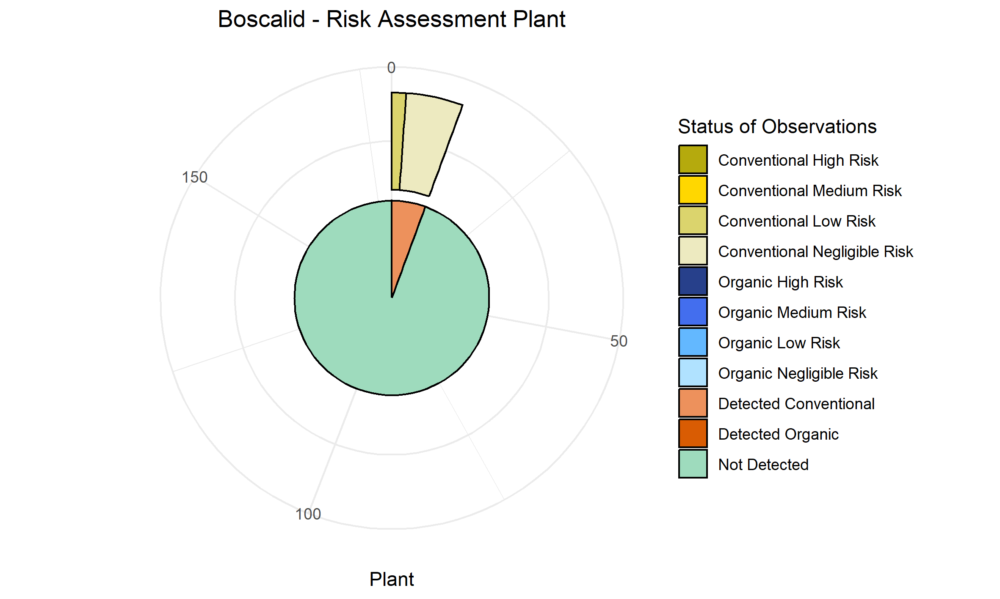 Boscalid - Risk Assessment Plant
0
150
50
100
Plant
Status of Observations
Conventional High Risk
Conventional Medium Risk
Conventional Low Risk
Conventional Negligible Risk
Organic High Risk
Organic Medium Risk
Organic Low Risk
Organic Negligible Risk
Detected Conventional
Detected Organic
Not Detected